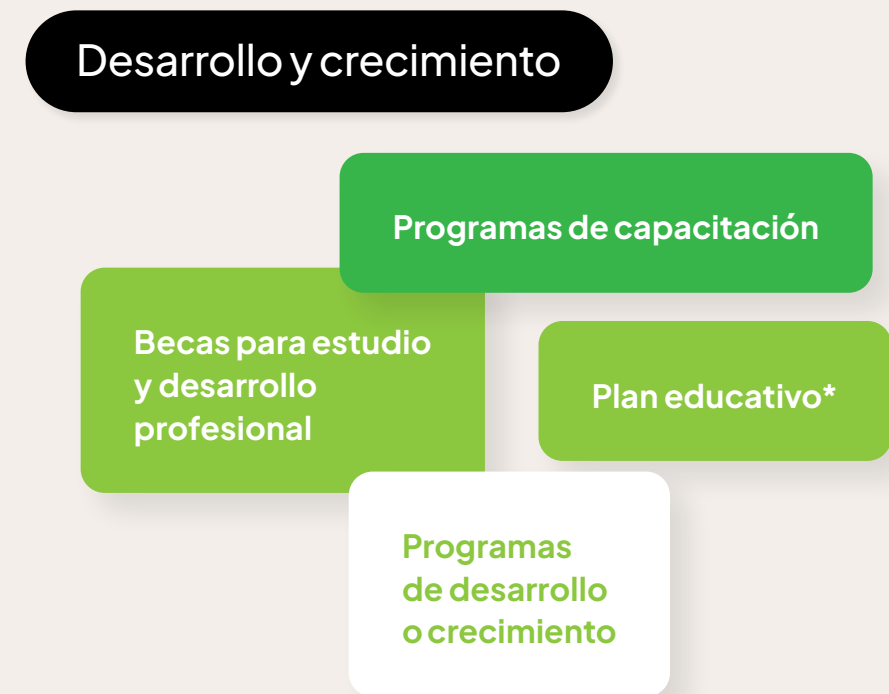 Desarrollo y crecimiento
Programas de capacitación
Becas para estudio
y desarrollo
profesional
Plan educativo*
Programas
de desarrollo
o crecimiento